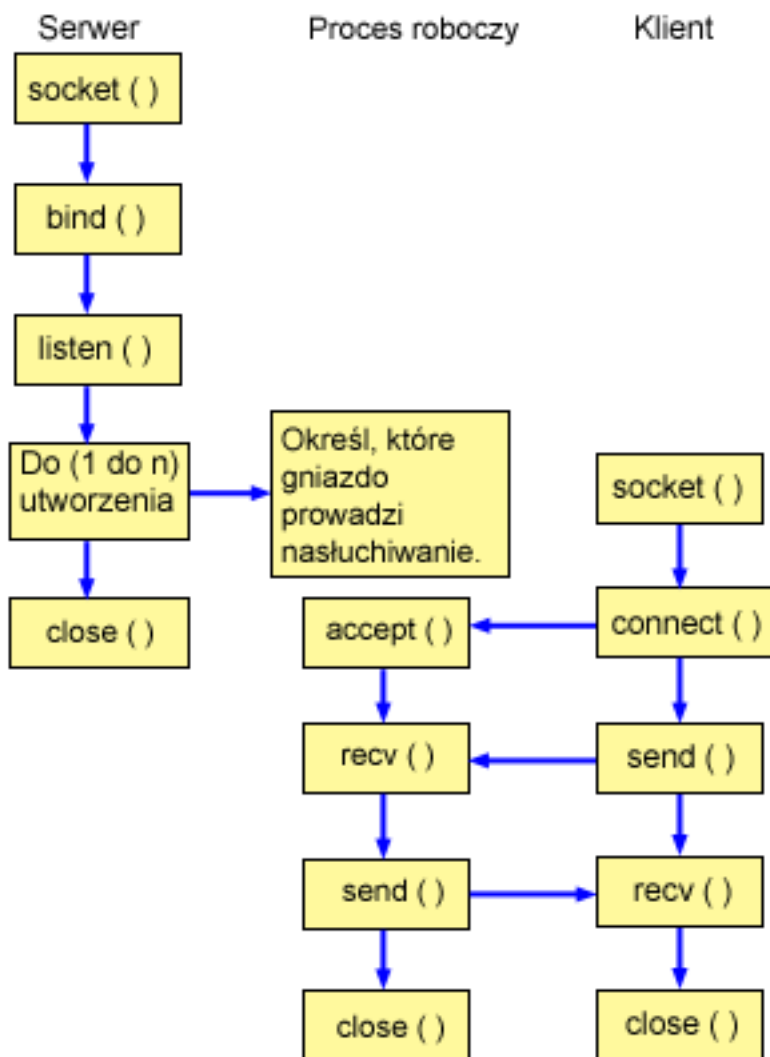 Serwer
Proces roboczy
Klient
socket ( )
bind ( )
listen ( )
Do (1 do n)
utworzenia
close ( )
Określ, które
gniazdo
prowadzi
nasłuchiwanie.
accept ( )
recv ( )
send ( )
close ( )
socket ( )
connect ( )
send ( )
recv ( )
close ( )